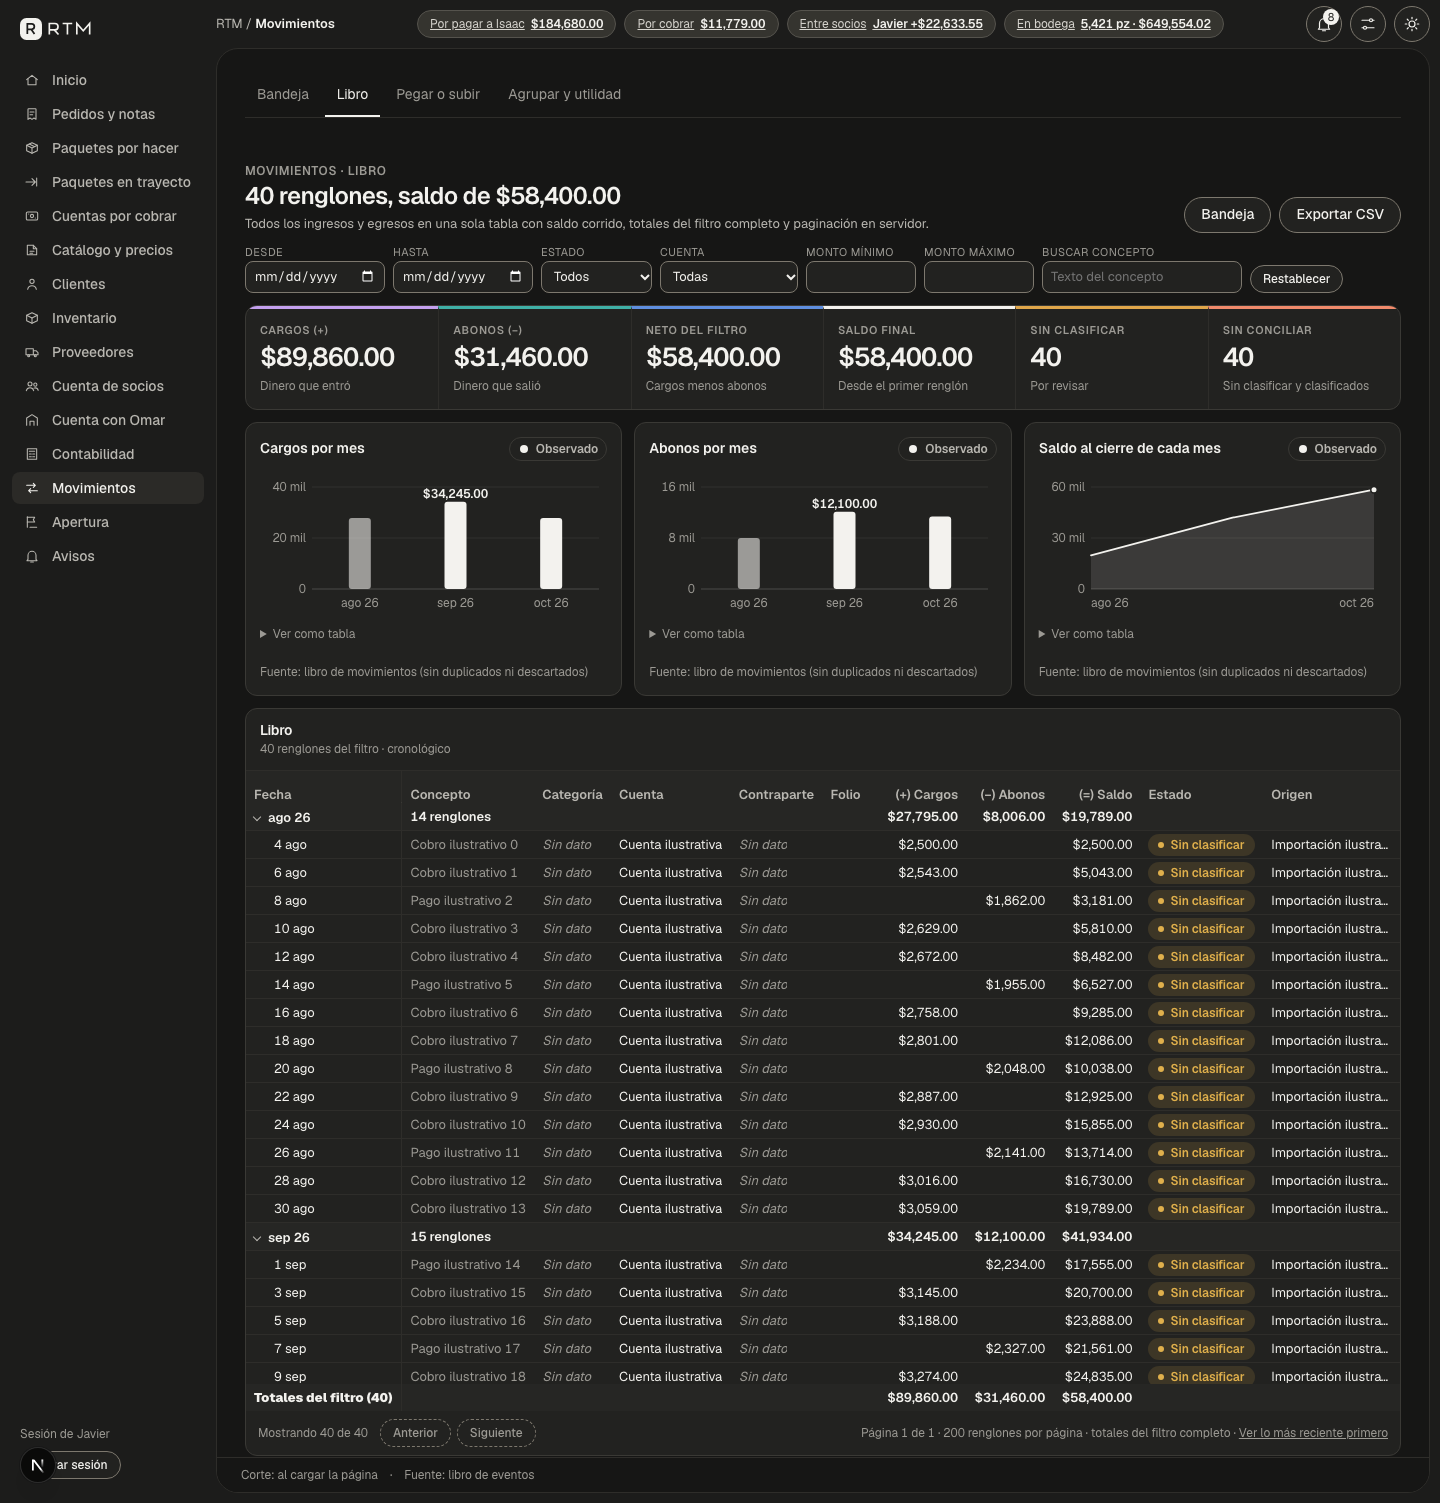 R RTM
RTM / Movimientos
Por pagar a Isaac $184,680.00
Por cobrar $11,779.00
Entre socios Javier +$22,633.55
En bodega 5,421 pz · $649,554.02
8
Inicio
Pedidos y notas
Paquetes por hacer
Paquetes en trayecto
Cuentas por cobrar
Catálogo y precios
Clientes
Inventario
Proveedores
Cuenta de socios
Cuenta con Omar
Contabilidad
Movimientos
Apertura
Avisos
Sesión de Javier
N ar sesión
Bandeja Libro Pegar o subir Agrupar y utilidad
MOVIMIENTOS · LIBRO
40 renglones, saldo de $58,400.00
Todos los ingresos y egresos en una sola tabla con saldo corrido, totales del filtro completo y paginación en servidor.
Bandeja Exportar CSV
DESDE HASTA ESTADO CUENTA MONTO MÍNIMO MONTO MÁXIMO BUSCAR CONCEPTO
mm/dd/yyyy mm/dd/yyyy Todos Todas Texto del concepto Restablecer
CARGOS (+) ABONOS (−) NETO DEL FILTRO SALDO FINAL SIN CLASIFICAR SIN CONCILIAR
$89,860.00 $31,460.00 $58,400.00 $58,400.00 40 40
Dinero que entró Dinero que salió Cargos menos abonos Desde el primer renglón Por revisar Sin clasificar y clasificados
Cargos por mes Observado
40 mil
$34,245.00
20 mil
0
ago 26 sep 26 oct 26
Ver como tabla
Fuente: libro de movimientos (sin duplicados ni descartados)
Abonos por mes Observado
16 mil
$12,100.00
8 mil
0
ago 26 sep 26 oct 26
Ver como tabla
Fuente: libro de movimientos (sin duplicados ni descartados)
Saldo al cierre de cada mes Observado
60 mil
30 mil
0
ago 26 oct 26
Ver como tabla
Fuente: libro de movimientos (sin duplicados ni descartados)
Libro
40 renglones del filtro · cronológico
Fecha Concepto Categoría Cuenta Contraparte Folio (+) Cargos (−) Abonos (=) Saldo Estado Origen
ago 26 14 renglones $27,795.00 $8,006.00 $19,789.00
4 ago Cobro ilustrativo 0 Sin dato Cuenta ilustrativa Sin dato $2,500.00 $2,500.00 Sin clasificar Importación ilustra…
6 ago Cobro ilustrativo 1 Sin dato Cuenta ilustrativa Sin dato $2,543.00 $5,043.00 Sin clasificar Importación ilustra…
8 ago Pago ilustrativo 2 Sin dato Cuenta ilustrativa Sin dato $1,862.00 $3,181.00 Sin clasificar Importación ilustra…
10 ago Cobro ilustrativo 3 Sin dato Cuenta ilustrativa Sin dato $2,629.00 $5,810.00 Sin clasificar Importación ilustra…
12 ago Cobro ilustrativo 4 Sin dato Cuenta ilustrativa Sin dato $2,672.00 $8,482.00 Sin clasificar Importación ilustra…
14 ago Pago ilustrativo 5 Sin dato Cuenta ilustrativa Sin dato $1,955.00 $6,527.00 Sin clasificar Importación ilustra…
16 ago Cobro ilustrativo 6 Sin dato Cuenta ilustrativa Sin dato $2,758.00 $9,285.00 Sin clasificar Importación ilustra…
18 ago Cobro ilustrativo 7 Sin dato Cuenta ilustrativa Sin dato $2,801.00 $12,086.00 Sin clasificar Importación ilustra…
20 ago Pago ilustrativo 8 Sin dato Cuenta ilustrativa Sin dato $2,048.00 $10,038.00 Sin clasificar Importación ilustra…
22 ago Cobro ilustrativo 9 Sin dato Cuenta ilustrativa Sin dato $2,887.00 $12,925.00 Sin clasificar Importación ilustra…
24 ago Cobro ilustrativo 10 Sin dato Cuenta ilustrativa Sin dato $2,930.00 $15,855.00 Sin clasificar Importación ilustra…
26 ago Pago ilustrativo 11 Sin dato Cuenta ilustrativa Sin dato $2,141.00 $13,714.00 Sin clasificar Importación ilustra…
28 ago Cobro ilustrativo 12 Sin dato Cuenta ilustrativa Sin dato $3,016.00 $16,730.00 Sin clasificar Importación ilustra…
30 ago Cobro ilustrativo 13 Sin dato Cuenta ilustrativa Sin dato $3,059.00 $19,789.00 Sin clasificar Importación ilustra…
sep 26 15 renglones $34,245.00 $12,100.00 $41,934.00
1 sep Pago ilustrativo 14 Sin dato Cuenta ilustrativa Sin dato $2,234.00 $17,555.00 Sin clasificar Importación ilustra…
3 sep Cobro ilustrativo 15 Sin dato Cuenta ilustrativa Sin dato $3,145.00 $20,700.00 Sin clasificar Importación ilustra…
5 sep Cobro ilustrativo 16 Sin dato Cuenta ilustrativa Sin dato $3,188.00 $23,888.00 Sin clasificar Importación ilustra…
7 sep Pago ilustrativo 17 Sin dato Cuenta ilustrativa Sin dato $2,327.00 $21,561.00 Sin clasificar Importación ilustra…
9 sep Cobro ilustrativo 18 Sin dato Cuenta ilustrativa Sin dato $3,274.00 $24,835.00 Sin clasificar Importación ilustra…
Totales del filtro (40) $89,860.00 $31,460.00 $58,400.00
Mostrando 40 de 40 Anterior Siguiente Página 1 de 1 · 200 renglones por página · totales del filtro completo · Ver lo más reciente primero
Corte: al cargar la página · Fuente: libro de eventos